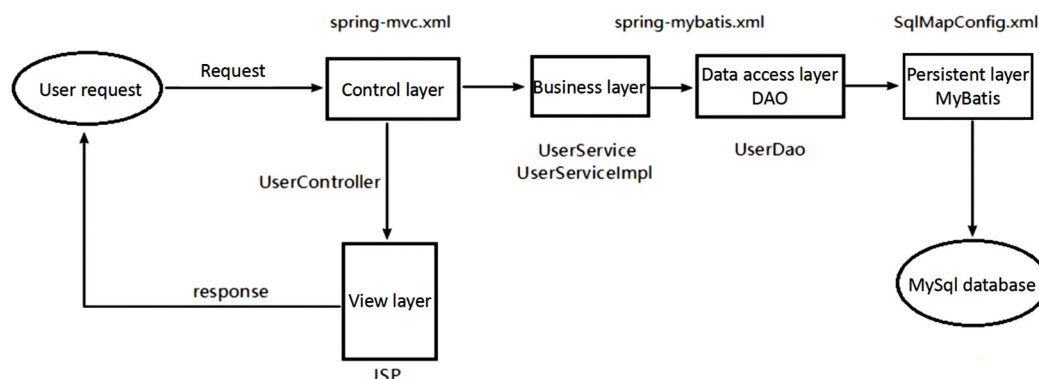 spring-mvc.xml
spring-mybatis.xml
SqlMapConfig.xml
User request
Request
Control layer
Business layer
Data access layer
DAO
Persistent layer
MyBatis
UserController
UserService
UserServiceImpl
UserDao
View layer
response
MySql database
JSP